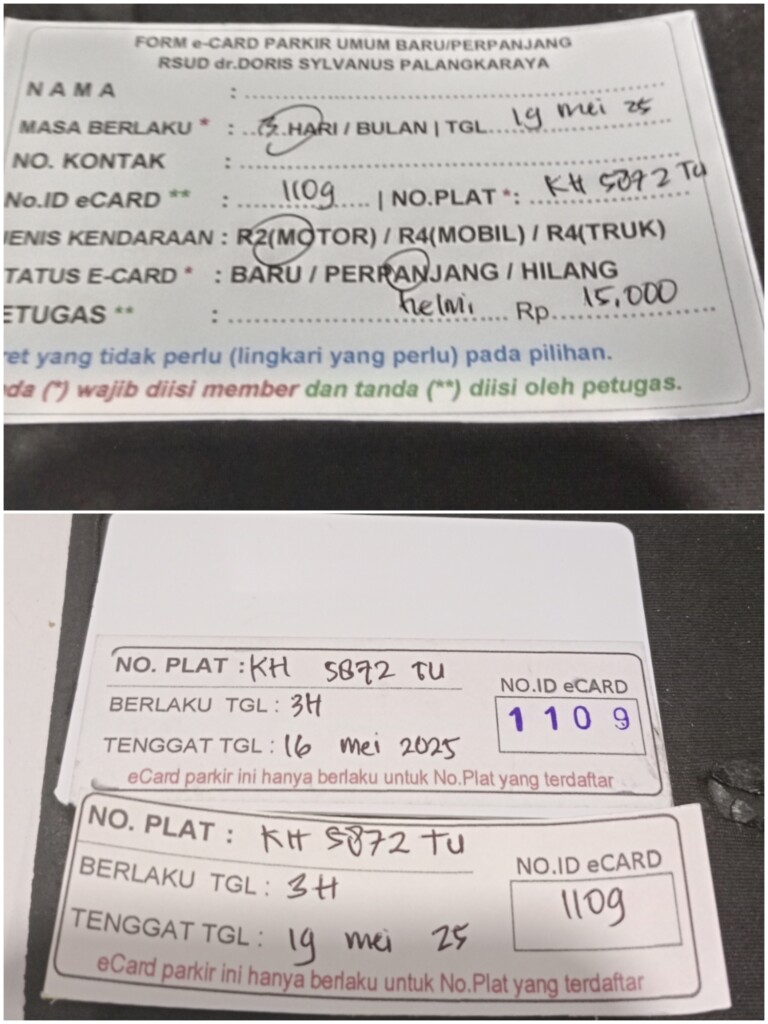 FORM e-CARD PARKIR UMUM BARU/PERPANJANG
RSUD dr.DORIS SYLVANUS PALANGKARAYA
NAMA :
MASA BERLAKU * : 3 HARI / BULAN | TGL. 19 mei 25
NO. KONTAK :
No.ID eCARD ** : 1109 | NO.PLAT *: KH 5872 TU
JENIS KENDARAAN : R2(MOTOR) / R4(MOBIL) / R4(TRUK)
TATUS E-CARD * : BARU / PERPANJANG / HILANG
ETUGAS ** : helmi Rp. 15.000
ret yang tidak perlu (lingkari yang perlu) pada pilihan.
da (*) wajib diisi member dan tanda (**) diisi oleh petugas.
NO. PLAT : KH 5872 TU
BERLAKU TGL : 3H
NO.ID eCARD
1109
TENGGAT TGL : 16 mei 2025
eCard parkir ini hanya berlaku untuk No.Plat yang terdaftar
NO. PLAT : KH 5872 TU
BERLAKU TGL : 3H
NO.ID eCARD
1109
TENGGAT TGL : 19 mei 25
eCard parkir ini hanya berlaku untuk No.Plat yang terdaftar